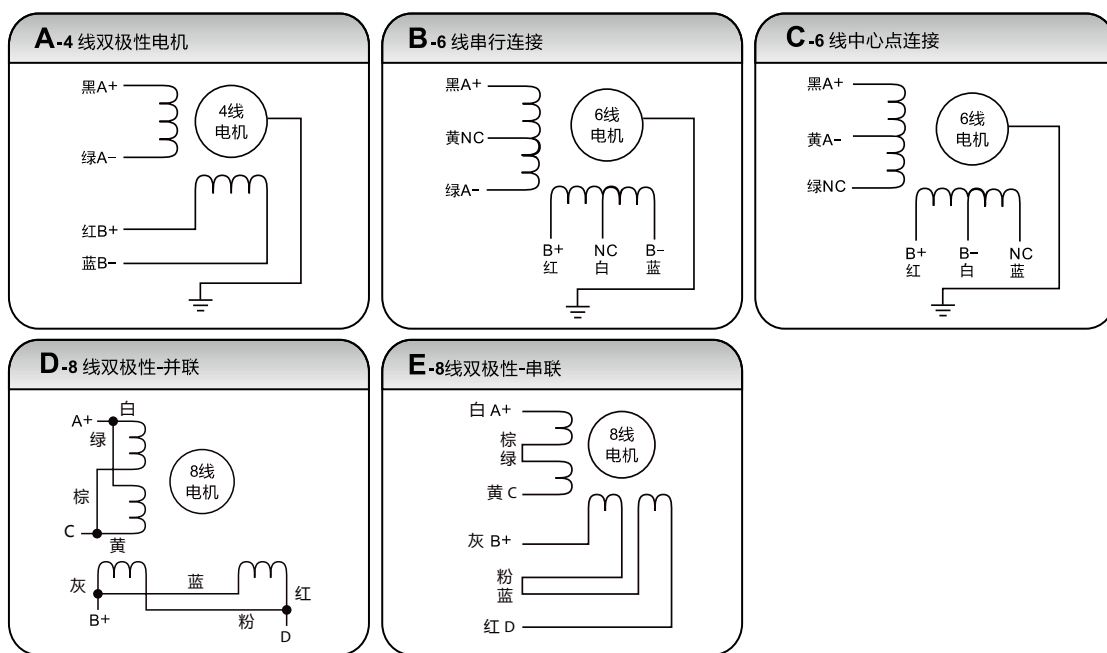 A-4 线双极性电机
黑A+
绿A-
4线
电机
红B+
蓝B-
B-6 线串行连接
黑A+
黄NC
绿A-
6线
电机
B+ NC B-
红 白 蓝
C-6 线中心点连接
黑A+
黄A-
绿NC
6线
电机
B+ B- NC
红 白 蓝
D-8 线双极性-并联
白
A+
绿
8线
电机
棕
C
黄
灰 蓝 红
B+ 粉 D
E-8线双极性-串联
白 A+
棕
绿
8线
电机
黄 C
灰 B+
粉
蓝
红 D